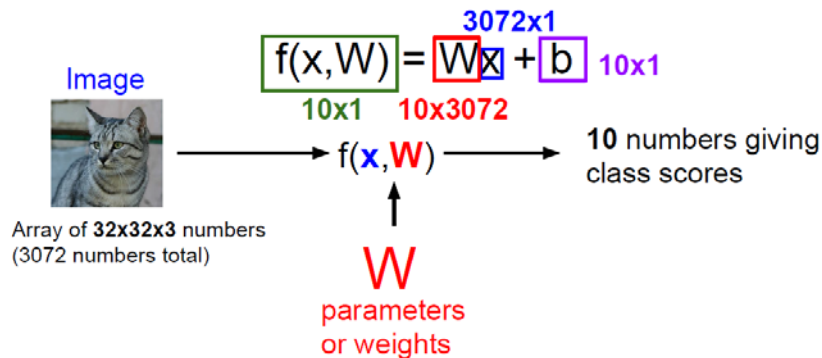 3072x1
f(x,W) = Wx + b 10x1
10x1 10x3072
Image
f(x,W)
10 numbers giving
class scores
Array of 32x32x3 numbers
(3072 numbers total)
W
parameters
or weights